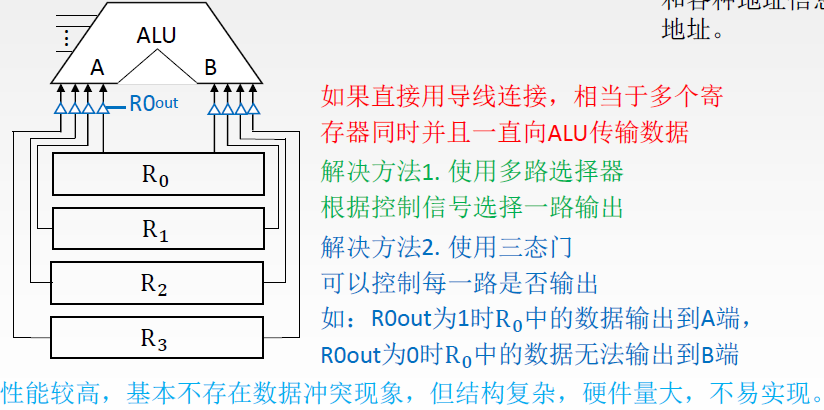 和各种地址信息
地址。
ALU
A
B
R0out
R₀
R₁
R₂
R₃
如果直接用导线连接，相当于多个寄
存器同时并且一直向ALU传输数据
解决方法1. 使用多路选择器
根据控制信号选择一路输出
解决方法2. 使用三态门
可以控制每一路是否输出
如：R0out为1时R₀中的数据输出到A端，
R0out为0时R₀中的数据无法输出到B端
性能较高，基本不存在数据冲突现象，但结构复杂，硬件量大，不易实现。